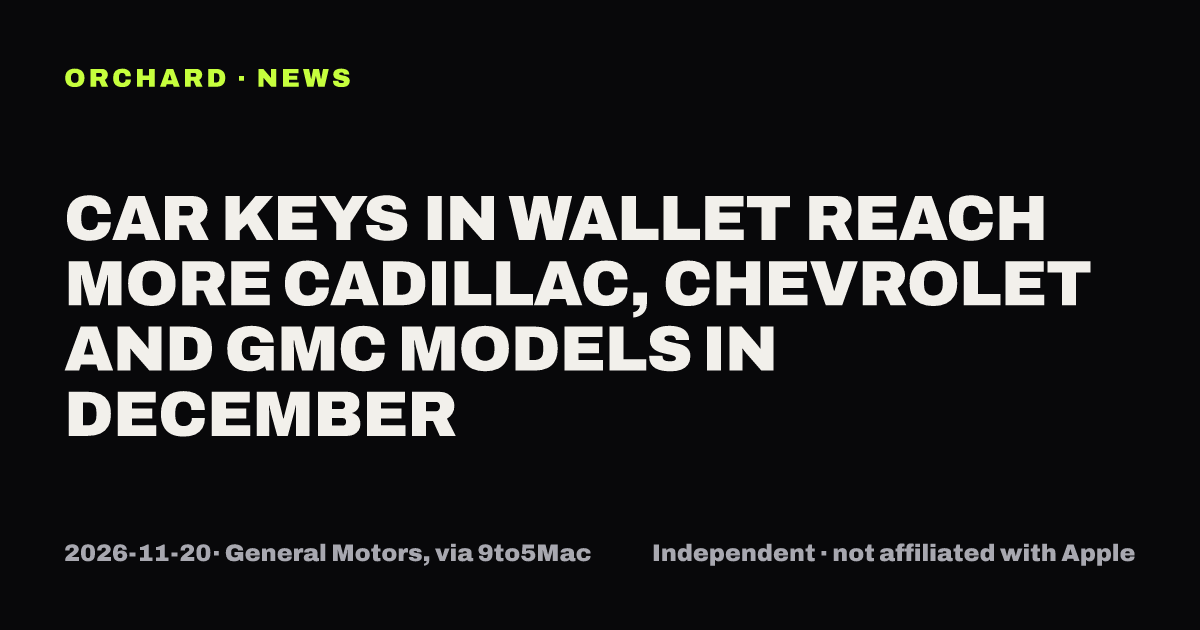 ORCHARD · NEWS
CAR KEYS IN WALLET REACH
MORE CADILLAC, CHEVROLET
AND GMC MODELS IN
DECEMBER
2026-11-20· General Motors, via 9to5Mac
Independent · not affiliated with Apple